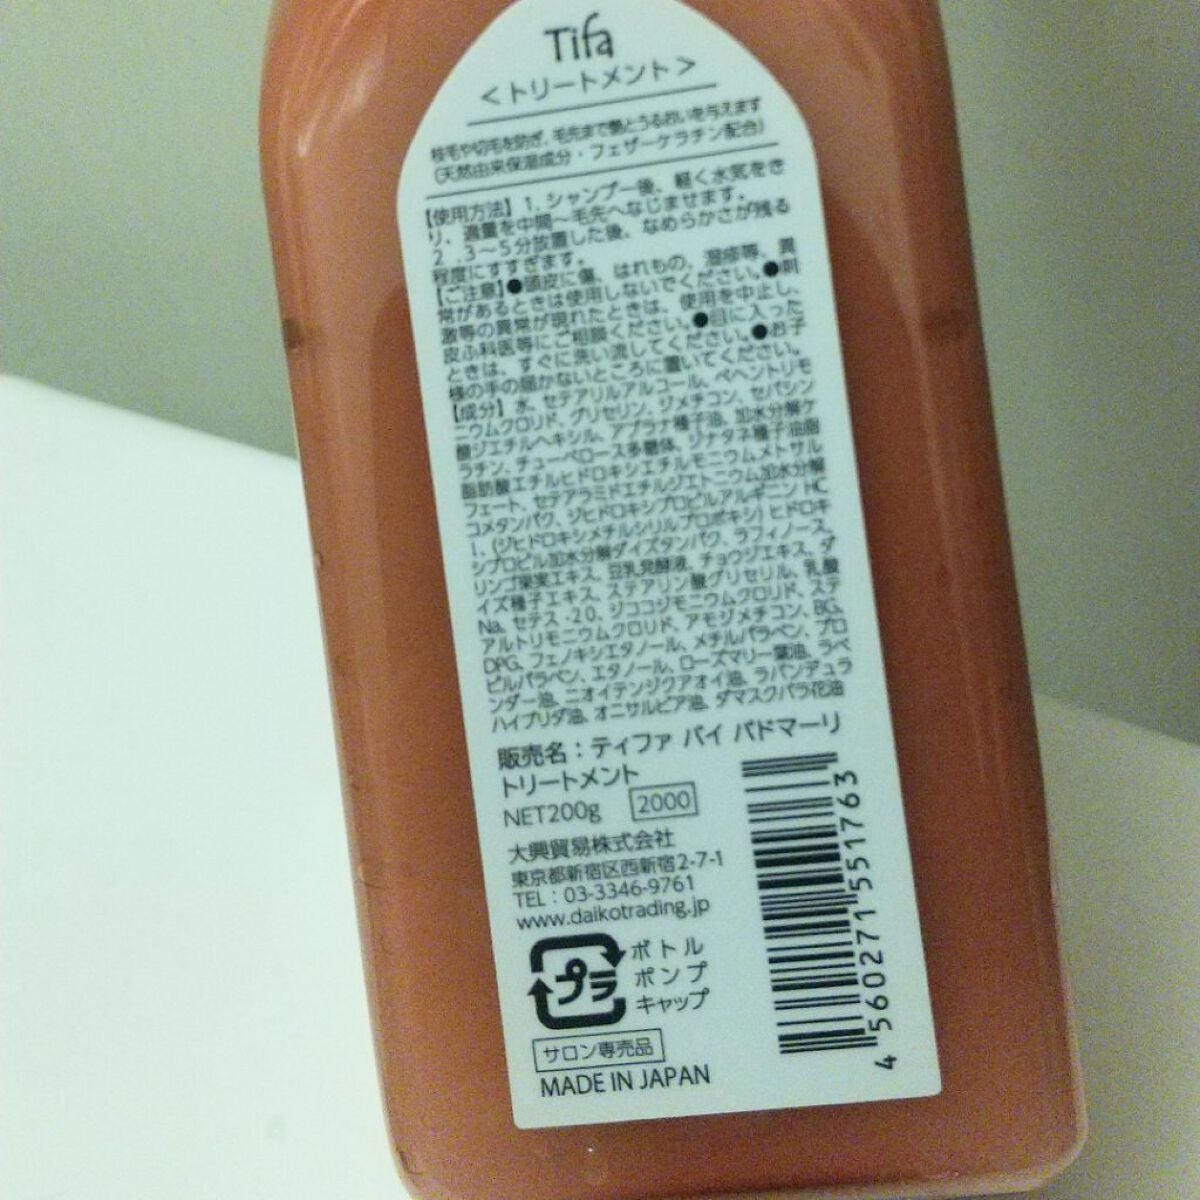 Tifa
<トリートメント>
枝毛や切毛を防ぎ、毛先まで艶とうるおいを与えます
(天然由来保湿成分・フェザーケラチン配合)
【使用方法】1. シャンプー後、軽く水気をき
り、適量を中間～毛先へなじませます。
2 .3～5分放置した後、なめらかさが残る
程度にすすぎます。
【ご注意】●頭皮に傷、はれもの、湿疹等、異
常があるときは使用しないでください。●刺
激等の異常が現れたときは、使用を中止し、
皮ふ科医等にご相談ください。●目に入った
ときは、すぐに洗い流してください。●お子
様の手の届かないところに置いてください。
【成分】水、セテアリルアルコール、ベヘントリモ
ニウムクロリド、グリセリン、ジメチコン、セバシン
酸ジエチルヘキシル、アブラナ種子油、加水分解ケ
ラチン、チューベロース多糖体、ワナタネ種子油脂
脂肪酸エチルヒドロキシエチルモニウムメトサル
フェート、セテアラミドエチルジエトニウム加水分解
コメタンパク、ジヒドロキシプロピルアルギニン HC
l、(ジヒドロキシメチルシリルプロポキシ) ヒドロキ
シプロピル加水分解ダイズタンパク、ラフィノース、
リンゴ果実エキス、豆乳発酵液、チョウジエキス、ダ
イズ種子エキス、ステアリン酸グリセリル、乳酸
Na、セテス-20、ジココジモニウムクロリド、ステ
アルトリモニウムクロリド、アモジメチコン、BG、
DPG、フェノキシエタノール、メチルパラベン、プロ
ピルパラベン、エタノール、ローズマリー葉油、ラベ
ンダー油、ニオイテンジクアオイ油、ラバンデュラ
ハイブリダ油、オニサルビア油、ダマスクバラ花油
販売名：ティファ バイ パドマーリ
トリートメント
NET200g 2000
大興貿易株式会社
東京都新宿区西新宿2-7-1
TEL：03-3346-9761
www.daikotrading.jp
プラ
ボトル
ポンプ
キャップ
サロン専売品
MADE IN JAPAN
4 560271 551763